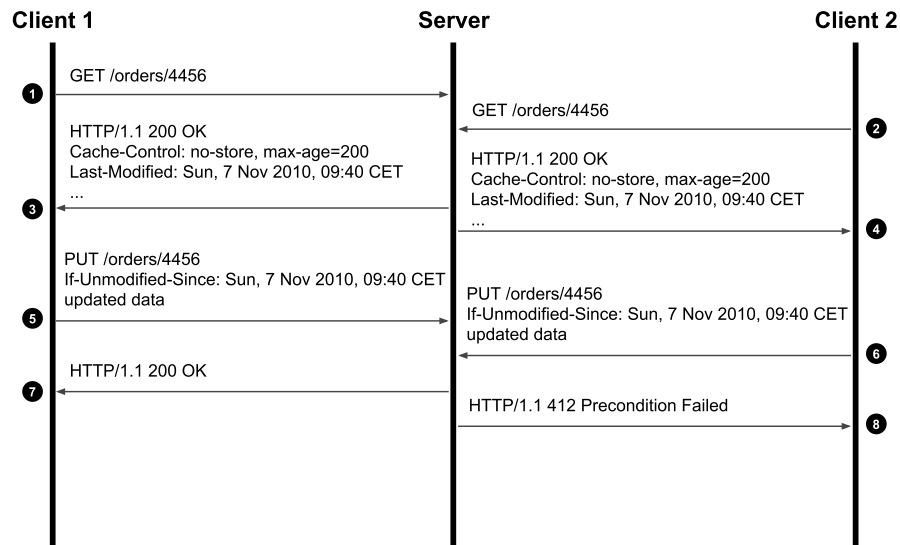 Client 1
Server
Client 2
GET /orders/4456
1
GET /orders/4456
2
HTTP/1.1 200 OK
Cache-Control: no-store, max-age=200
Last-Modified: Sun, 7 Nov 2010, 09:40 CET
...
3
HTTP/1.1 200 OK
Cache-Control: no-store, max-age=200
Last-Modified: Sun, 7 Nov 2010, 09:40 CET
...
4
PUT /orders/4456
If-Unmodified-Since: Sun, 7 Nov 2010, 09:40 CET
updated data
5
PUT /orders/4456
If-Unmodified-Since: Sun, 7 Nov 2010, 09:40 CET
updated data
6
HTTP/1.1 200 OK
7
HTTP/1.1 412 Precondition Failed
8